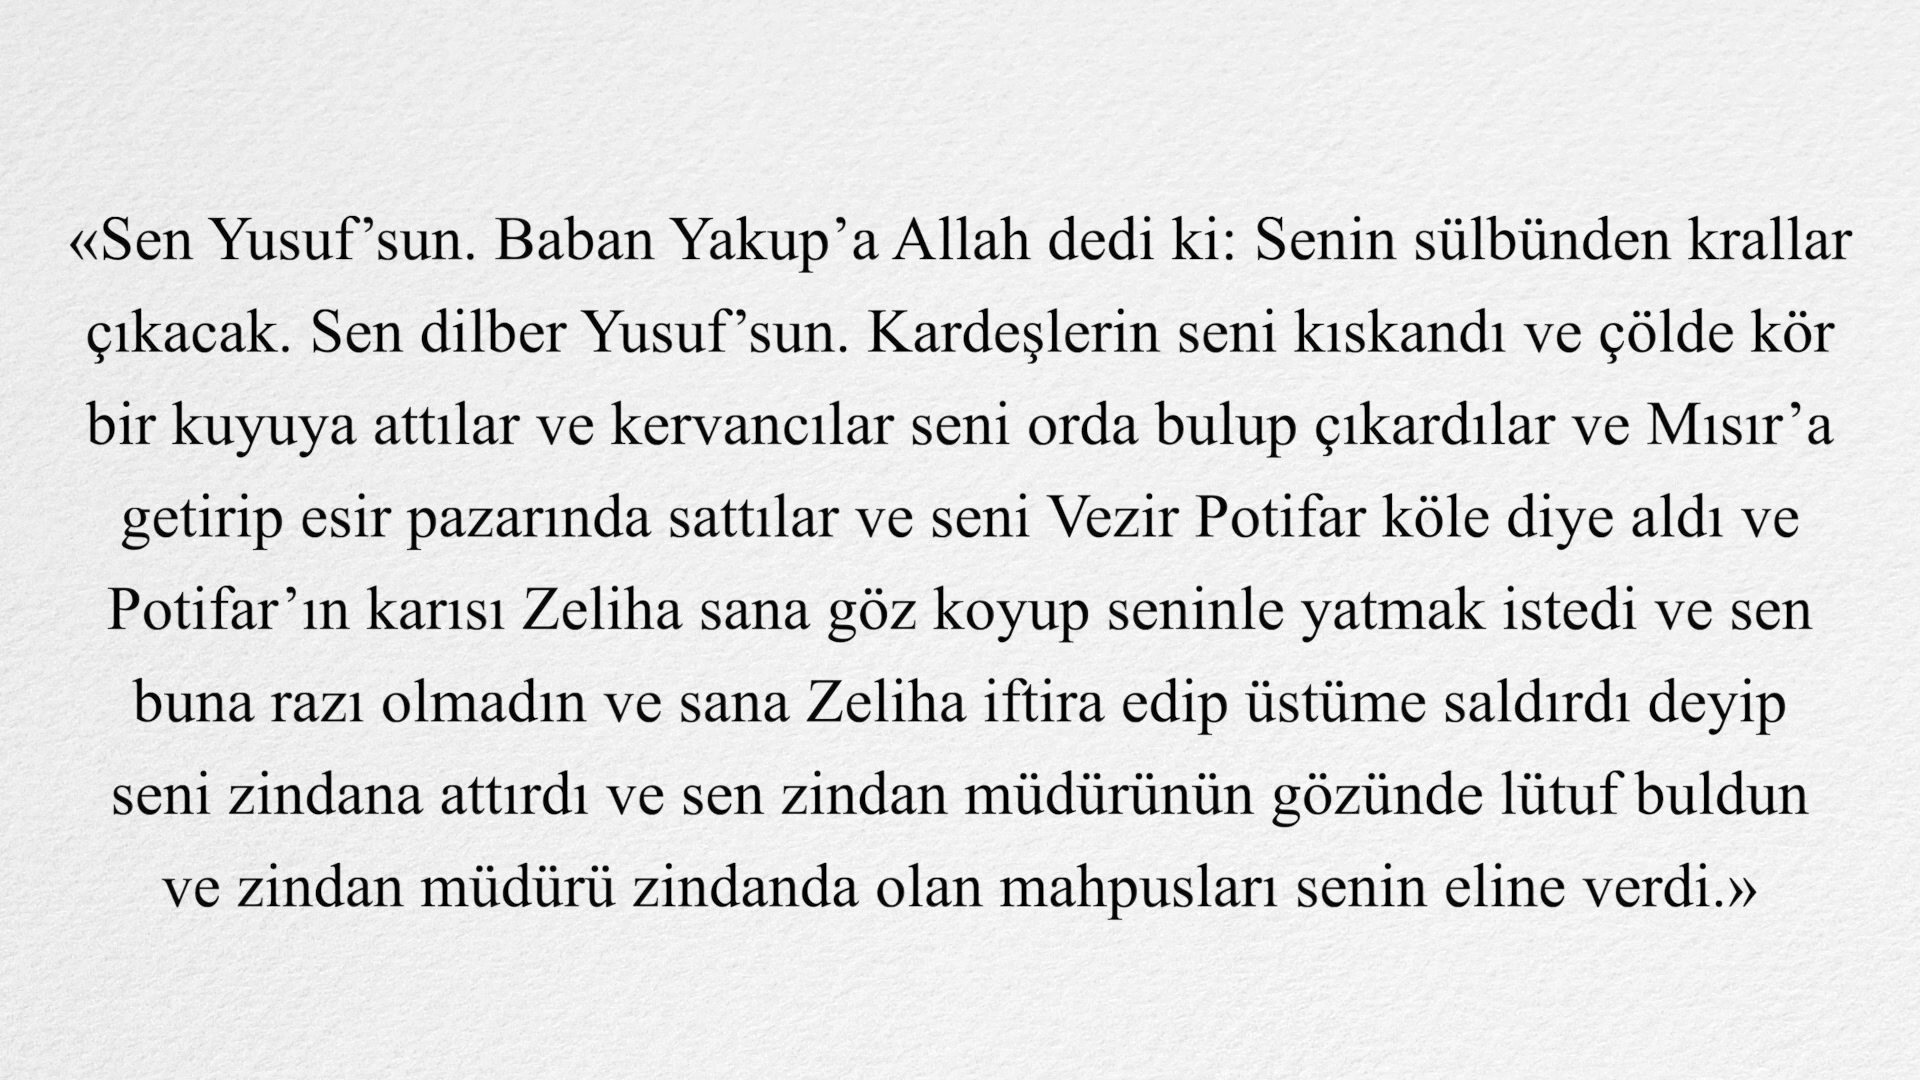 «Sen Yusuf’sun. Baban Yakup’a Allah dedi ki: Senin sülbünden krallar
çıkacak. Sen dilber Yusuf’sun. Kardeşlerin seni kıskandı ve çölde kör
bir kuyuya attılar ve kervancılar seni orda bulup çıkardılar ve Mısır’a
getirip esir pazarında sattılar ve seni Vezir Potifar köle diye aldı ve
Potifar’ın karısı Zeliha sana göz koyup seninle yatmak istedi ve sen
buna razı olmadın ve sana Zeliha iftira edip üstüme saldırdı deyip
seni zindana attırdı ve sen zindan müdürünün gözünde lütuf buldun
ve zindan müdürü zindanda olan mahpusları senin eline verdi.»